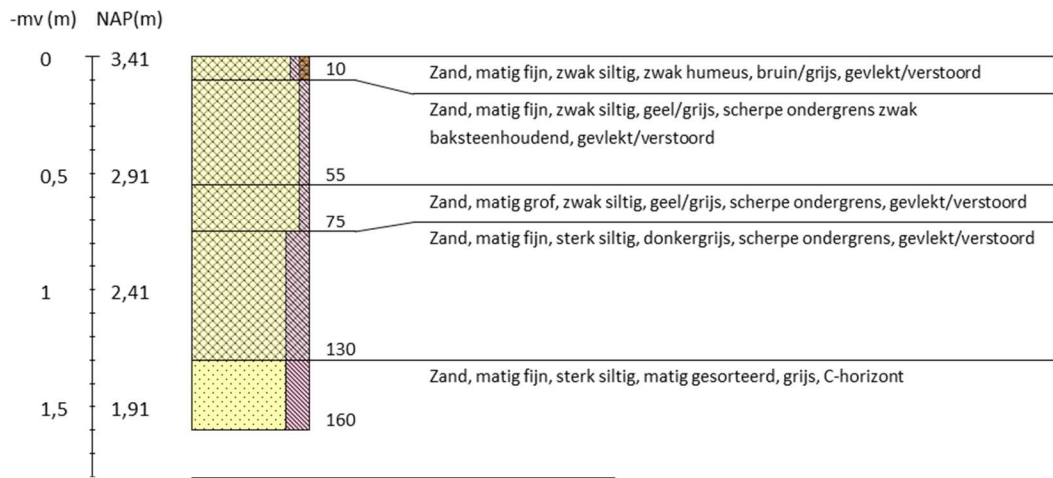 -mv (m) NAP(m)
0 3,41
10 Zand, matig fijn, zwak siltig, zwak humeus, bruin/grijs, gevlekt/verstoord
Zand, matig fijn, zwak siltig, geel/grijs, scherpe ondergrens zwak
baksteenhoudend, gevlekt/verstoord
0,5 2,91 55
Zand, matig grof, zwak siltig, geel/grijs, scherpe ondergrens, gevlekt/verstoord
75
Zand, matig fijn, sterk siltig, donkergrijs, scherpe ondergrens, gevlekt/verstoord
1 2,41
130
Zand, matig fijn, sterk siltig, matig gesorteerd, grijs, C-horizont
1,5 1,91 160